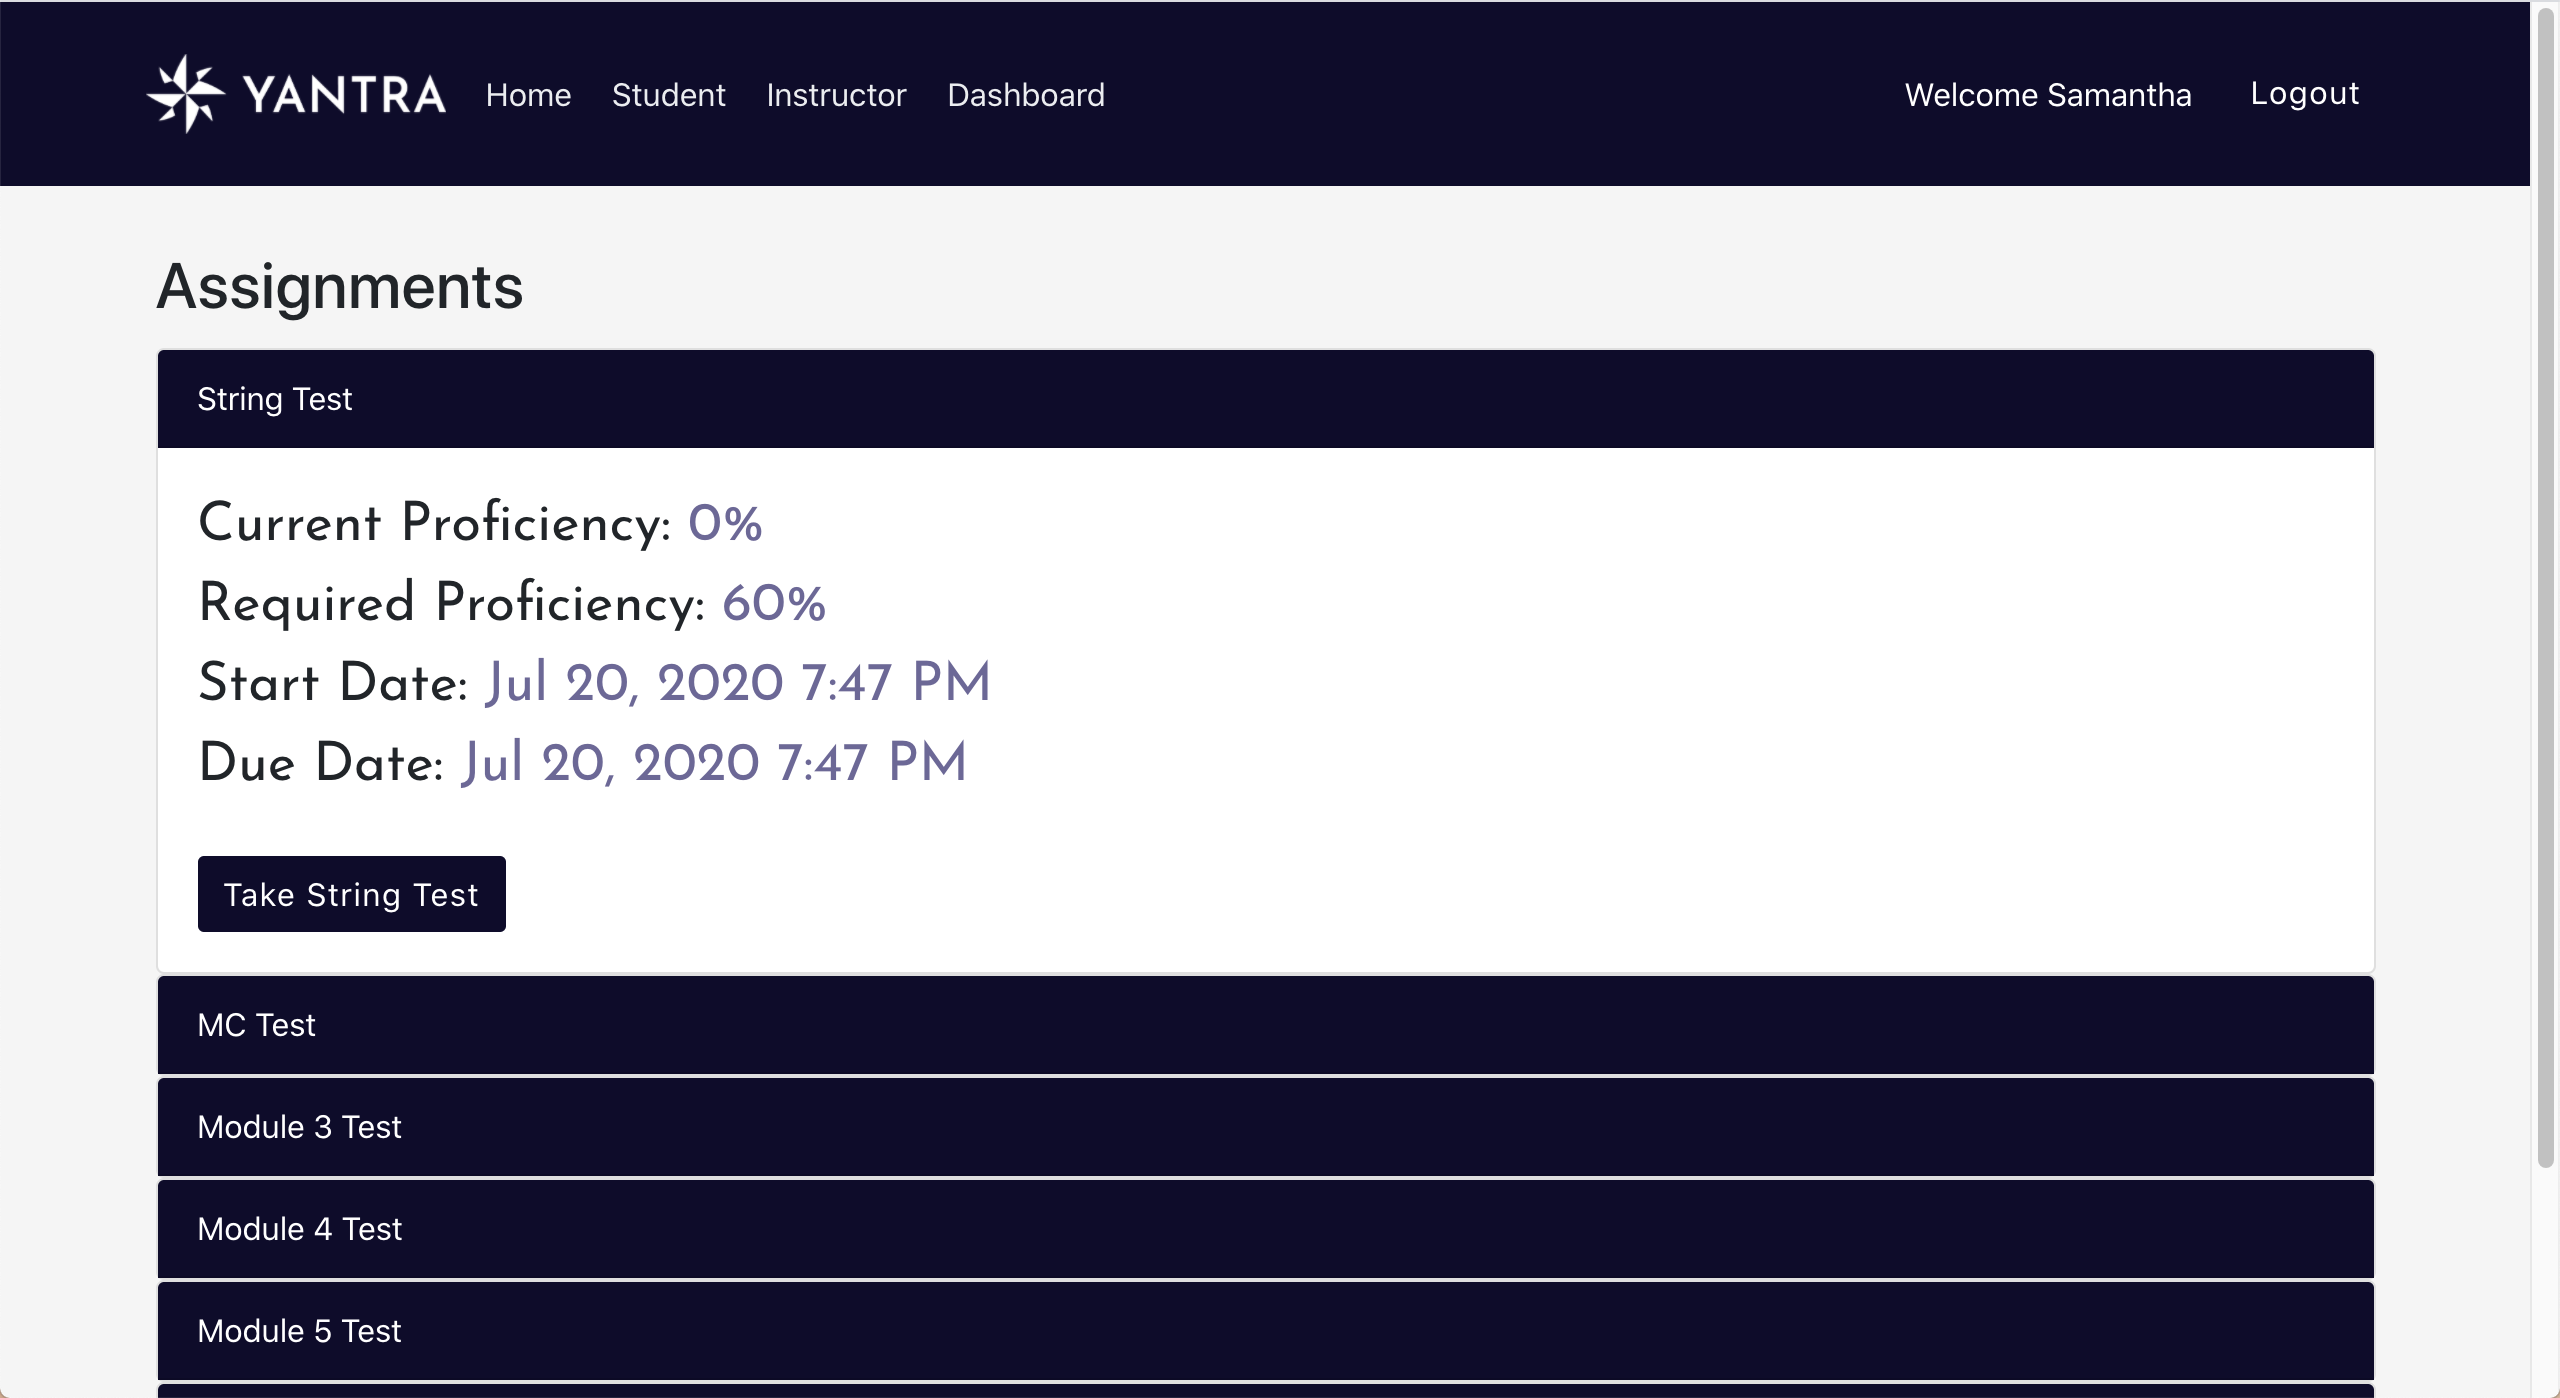 YANTRA Home Student Instructor Dashboard Welcome Samantha Logout
Assignments
String Test
Current Proficiency: 0%
Required Proficiency: 60%
Start Date: Jul 20, 2020 7:47 PM
Due Date: Jul 20, 2020 7:47 PM
Take String Test
MC Test
Module 3 Test
Module 4 Test
Module 5 Test